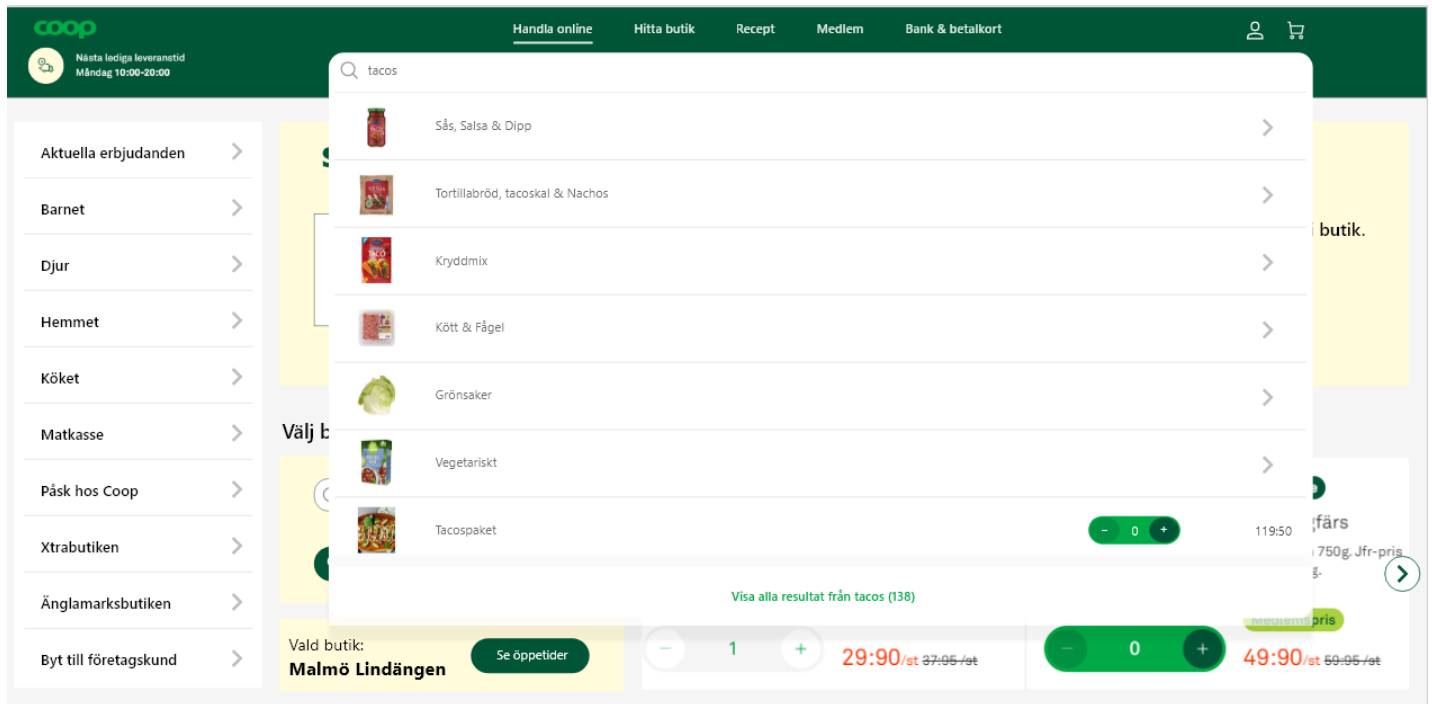 coop
Handla online
Hitta butik
Recept
Medlem
Bank & betalkort
Nästa lediga leveranstid
Måndag 10:00-20:00
tacos
Sås, Salsa & Dipp
Tortillabröd, tacoskal & Nachos
Kryddmix
Kött & Fågel
Grönsaker
Vegetariskt
Tacospaket
- 0 +
119:50
Visa alla resultat från tacos (138)
Aktuella erbjudanden
Barnet
Djur
Hemmet
Köket
Matkasse
Påsk hos Coop
Xtrabutiken
Änglamarksbutiken
Byt till företagskund
butik.
Välj b
750g. Jfr-pris
Vald butik:
Malmö Lindängen
Se öppetider
- 1 +
29:90/st 37:95 /st
Medlemspris
- 0 +
49:90/st 59:95 /st